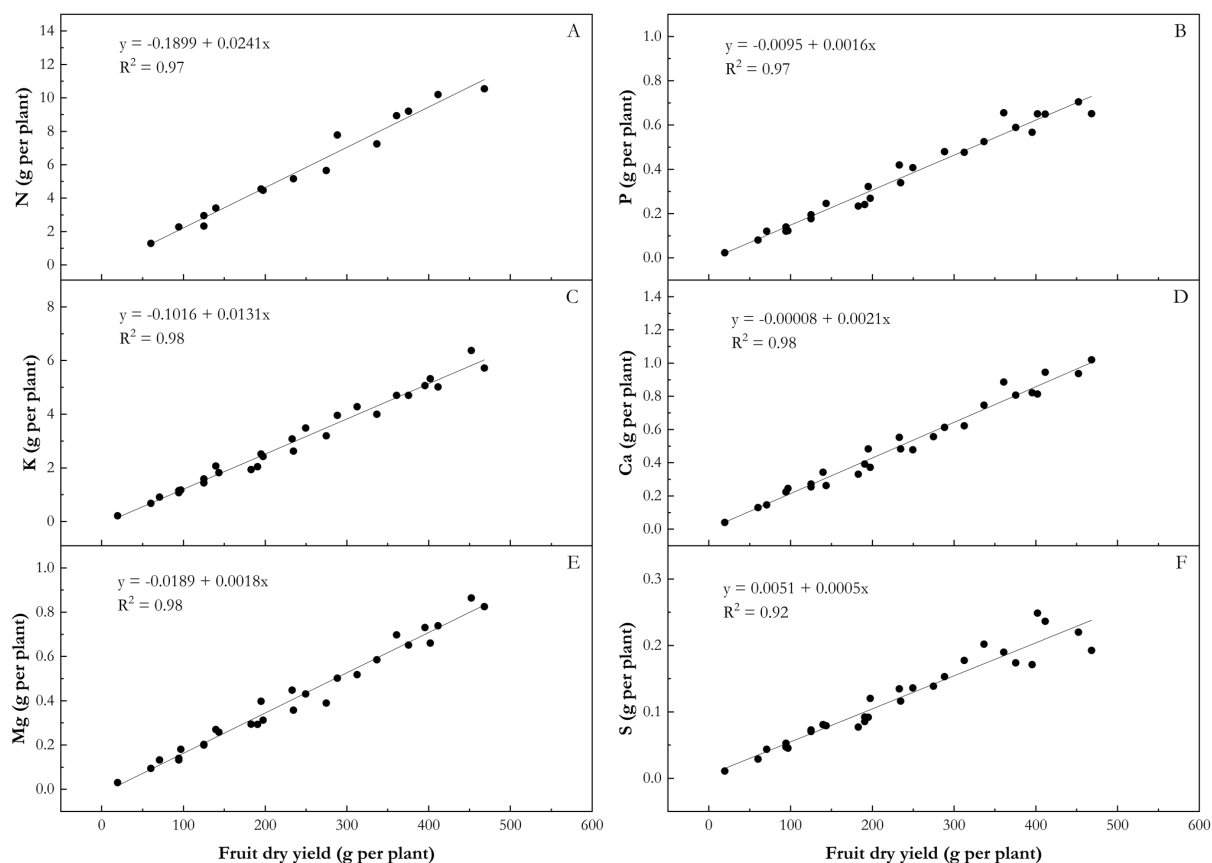 A
y = -0.1899 + 0.0241x
R² = 0.97
N (g per plant)
14
12
10
8
6
4
2
0
B
y = -0.0095 + 0.0016x
R² = 0.97
P (g per plant)
1.0
0.8
0.6
0.4
0.2
0.0
C
y = -0.1016 + 0.0131x
R² = 0.98
K (g per plant)
8
6
4
2
0
D
y = -0.00008 + 0.0021x
R² = 0.98
Ca (g per plant)
1.4
1.2
1.0
0.8
0.6
0.4
0.2
0.0
E
y = -0.0189 + 0.0018x
R² = 0.98
Mg (g per plant)
1.0
0.8
0.6
0.4
0.2
0.0
0 100 200 300 400 500 600
Fruit dry yield (g per plant)
F
y = 0.0051 + 0.0005x
R² = 0.92
S (g per plant)
0.3
0.2
0.1
0.0
0 100 200 300 400 500 600
Fruit dry yield (g per plant)